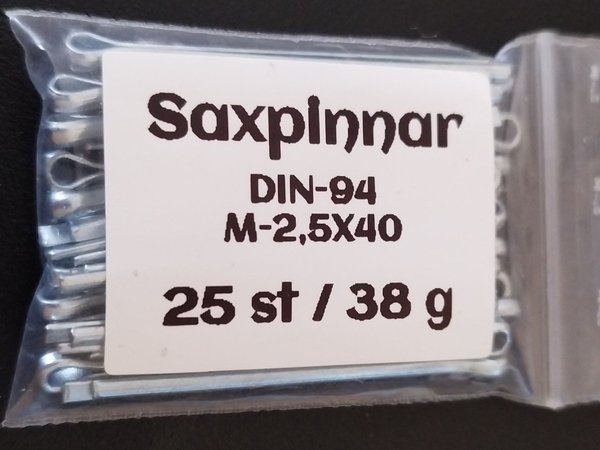 Saxpinnar
DIN-94
M-2,5X40
25 st / 38 g